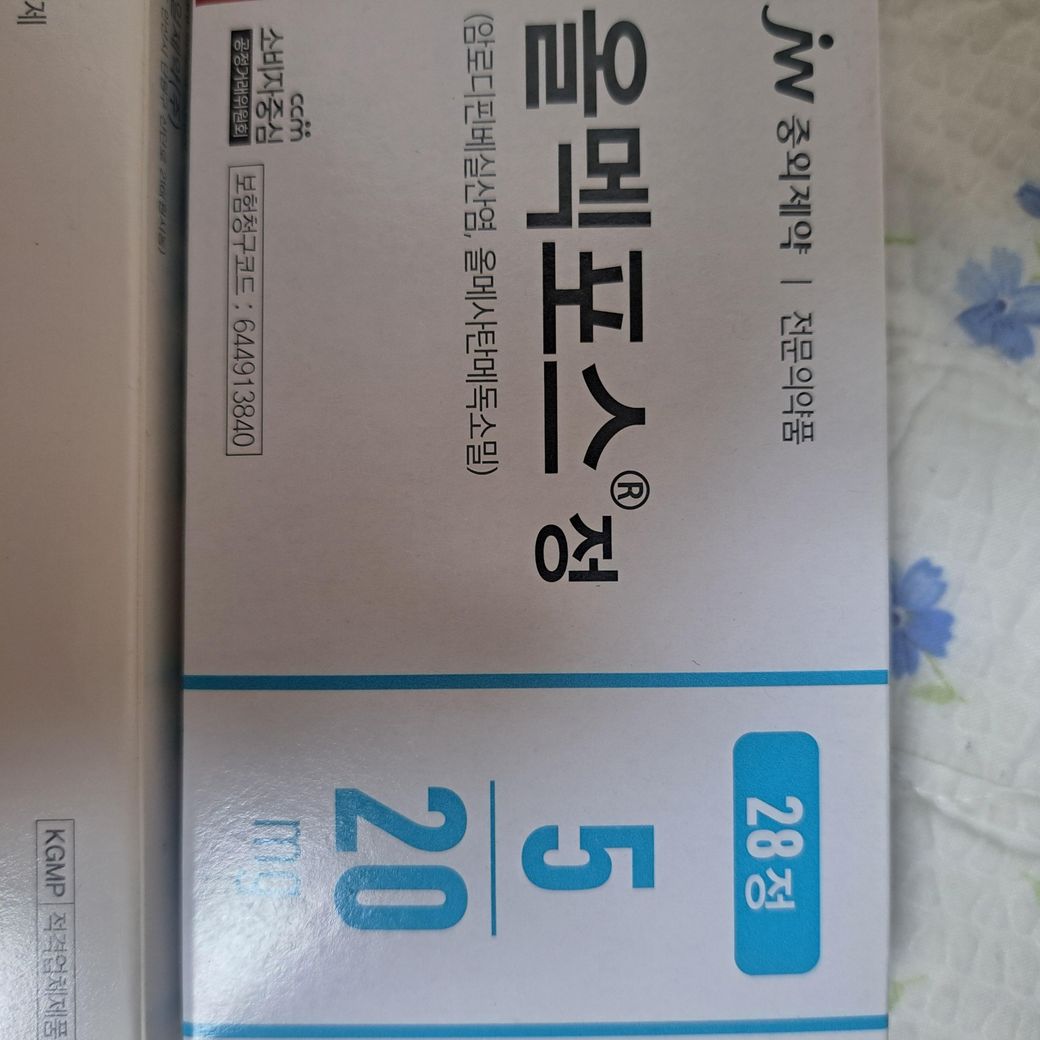 JW 중외제약 | 전문의약품
올멕포스® 정
(암로디핀베실산염, 올메사탄메독소밀)
ccm
소비자중심
공정거래위원회
보험청구코드 : 644913840
28정
5
20
mg
제
KGMP 적격업체제품